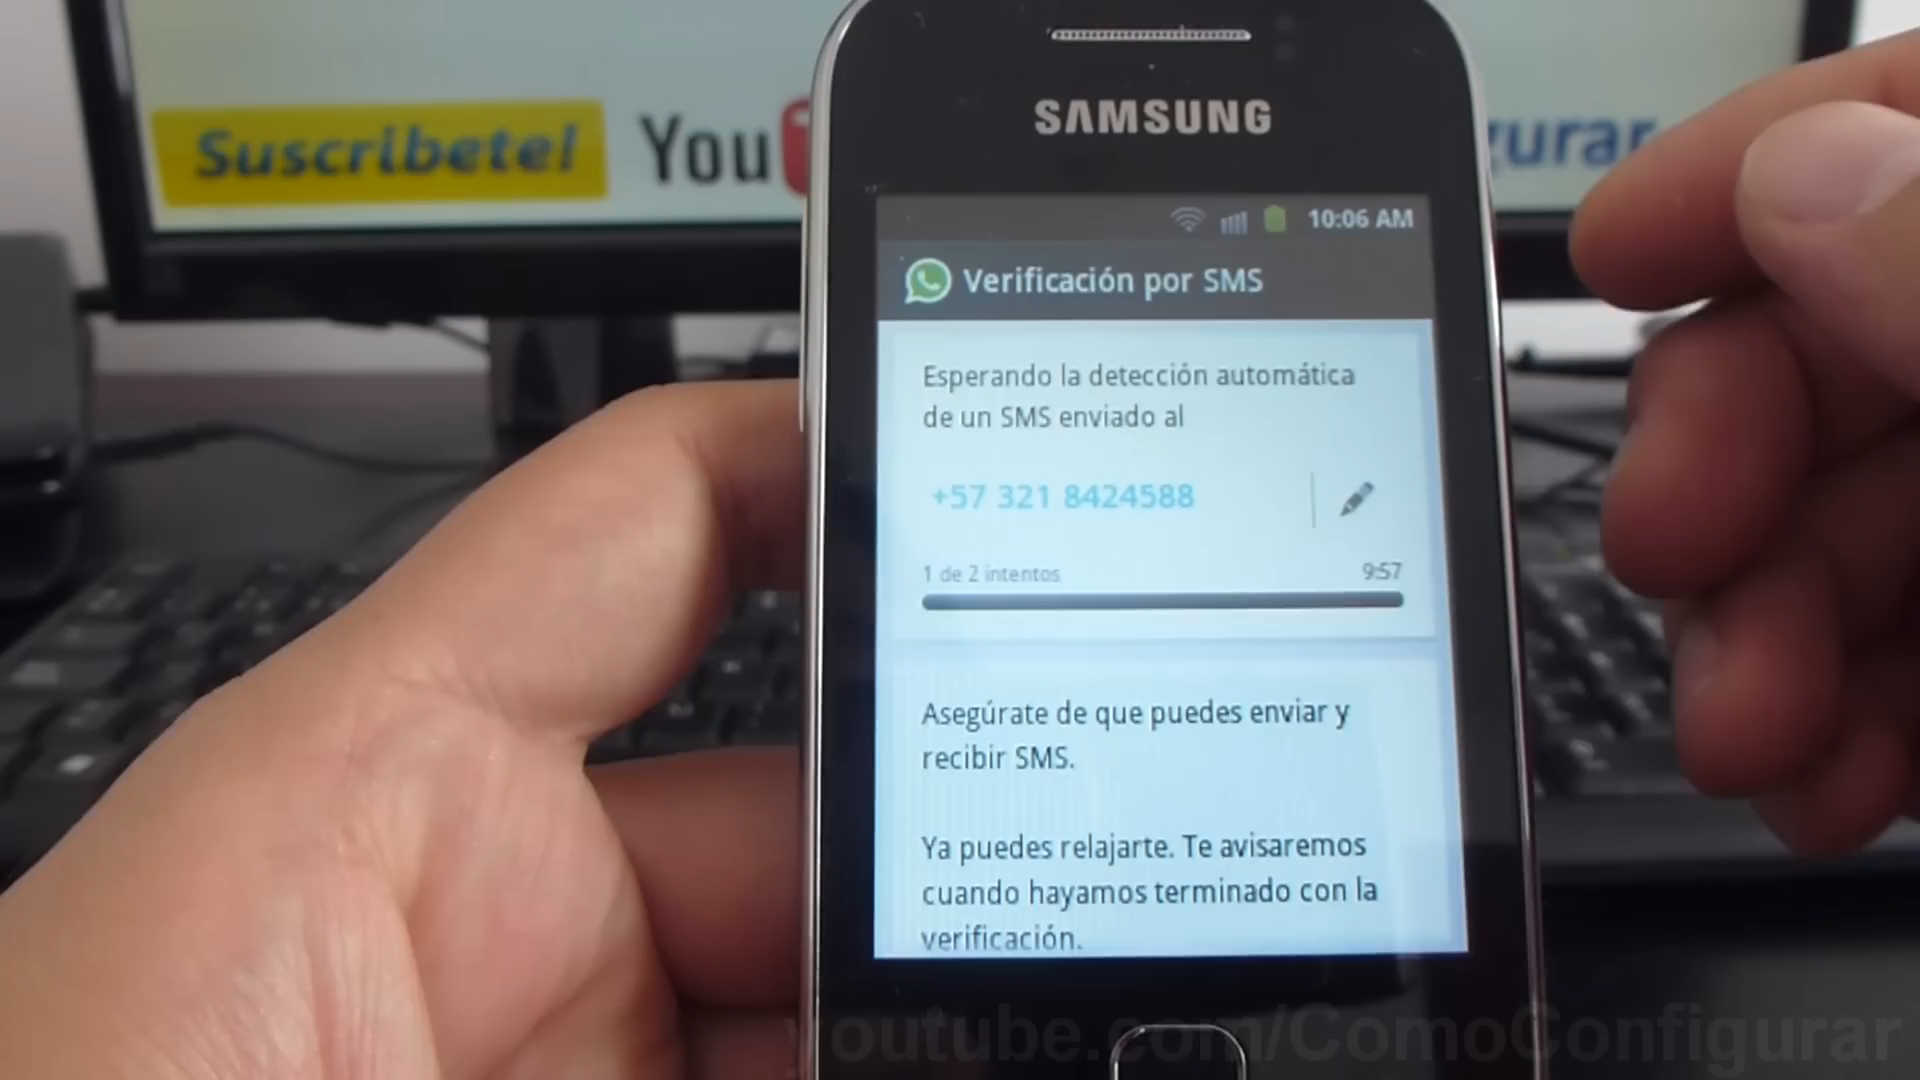 Suscribete!
You
gurar
SAMSUNG
10:06 AM
Verificación por SMS
Esperando la detección automática
de un SMS enviado al
+57 321 8424588
1 de 2 intentos
9:57
Asegúrate de que puedes enviar y
recibir SMS.
Ya puedes relajarte. Te avisaremos
cuando hayamos terminado con la
verificación.
youtube.com/ComoConfigurar